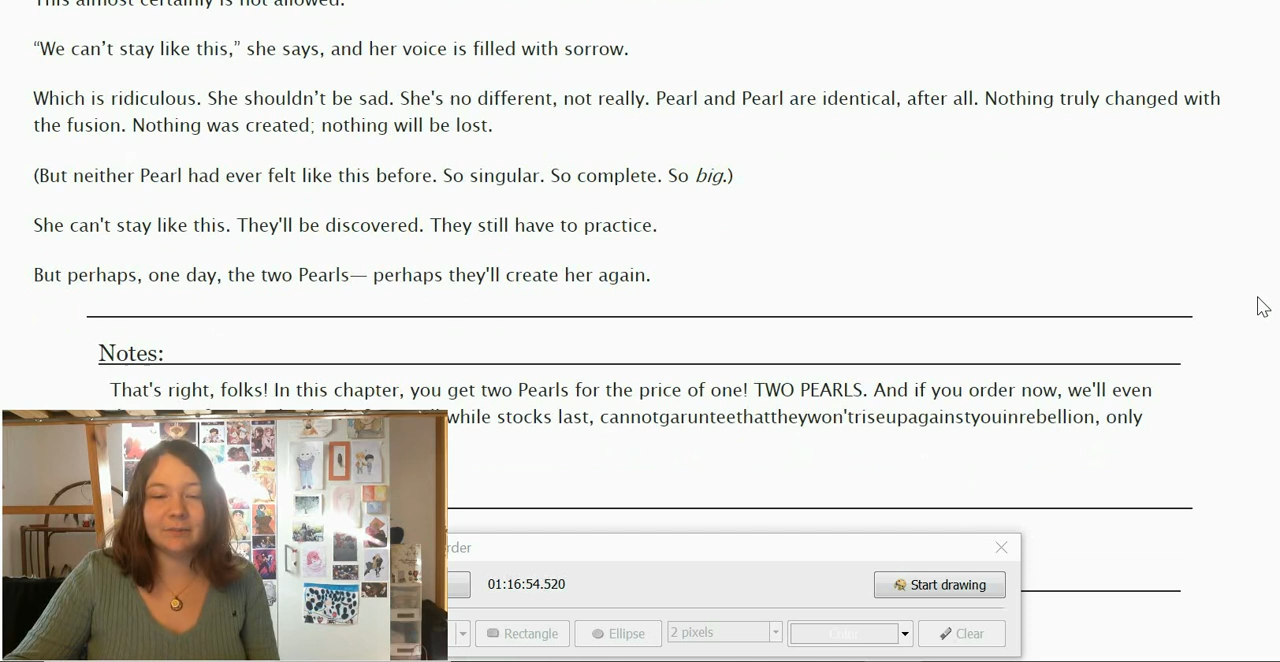 This almost certainly is not allowed.
“We can’t stay like this,” she says, and her voice is filled with sorrow.
Which is ridiculous. She shouldn’t be sad. She's no different, not really. Pearl and Pearl are identical, after all. Nothing truly changed with
the fusion. Nothing was created; nothing will be lost.
(But neither Pearl had ever felt like this before. So singular. So complete. So big.)
She can't stay like this. They'll be discovered. They still have to practice.
But perhaps, one day, the two Pearls— perhaps they'll create her again.
Notes:
That's right, folks! In this chapter, you get two Pearls for the price of one! TWO PEARLS. And if you order now, we'll even
while stocks last, cannotgarunteethattheywon'triseupagainstyouinrebellion, only
01:16:54.520
Start drawing
Rectangle
Ellipse
2 pixels
Clear